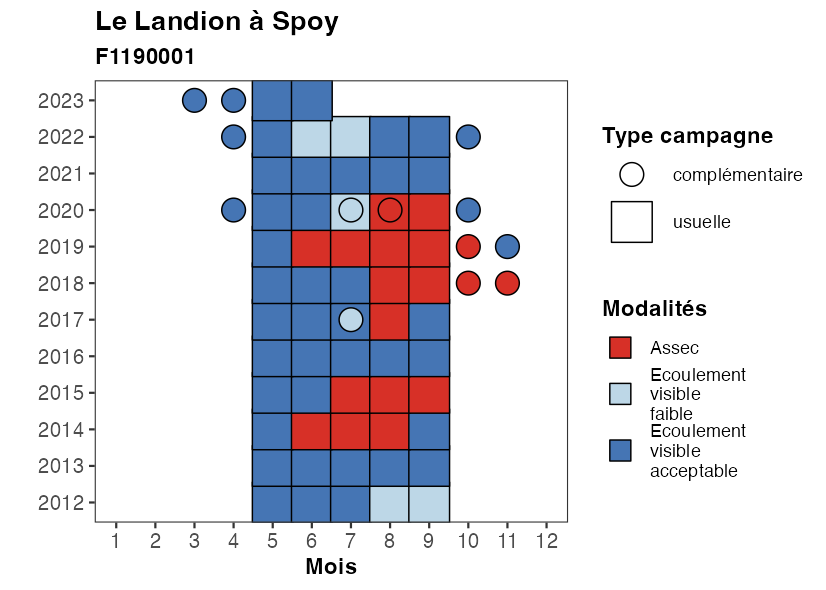 Le Landion à Spoy
F1190001
2023
2022
2021
2020
2019
2018
2017
2016
2015
2014
2013
2012
1 2 3 4 5 6 7 8 9 10 11 12
Mois
Type campagne
complémentaire
usuelle
Modalités
Assec
Ecoulement
visible
faible
Ecoulement
visible
acceptable